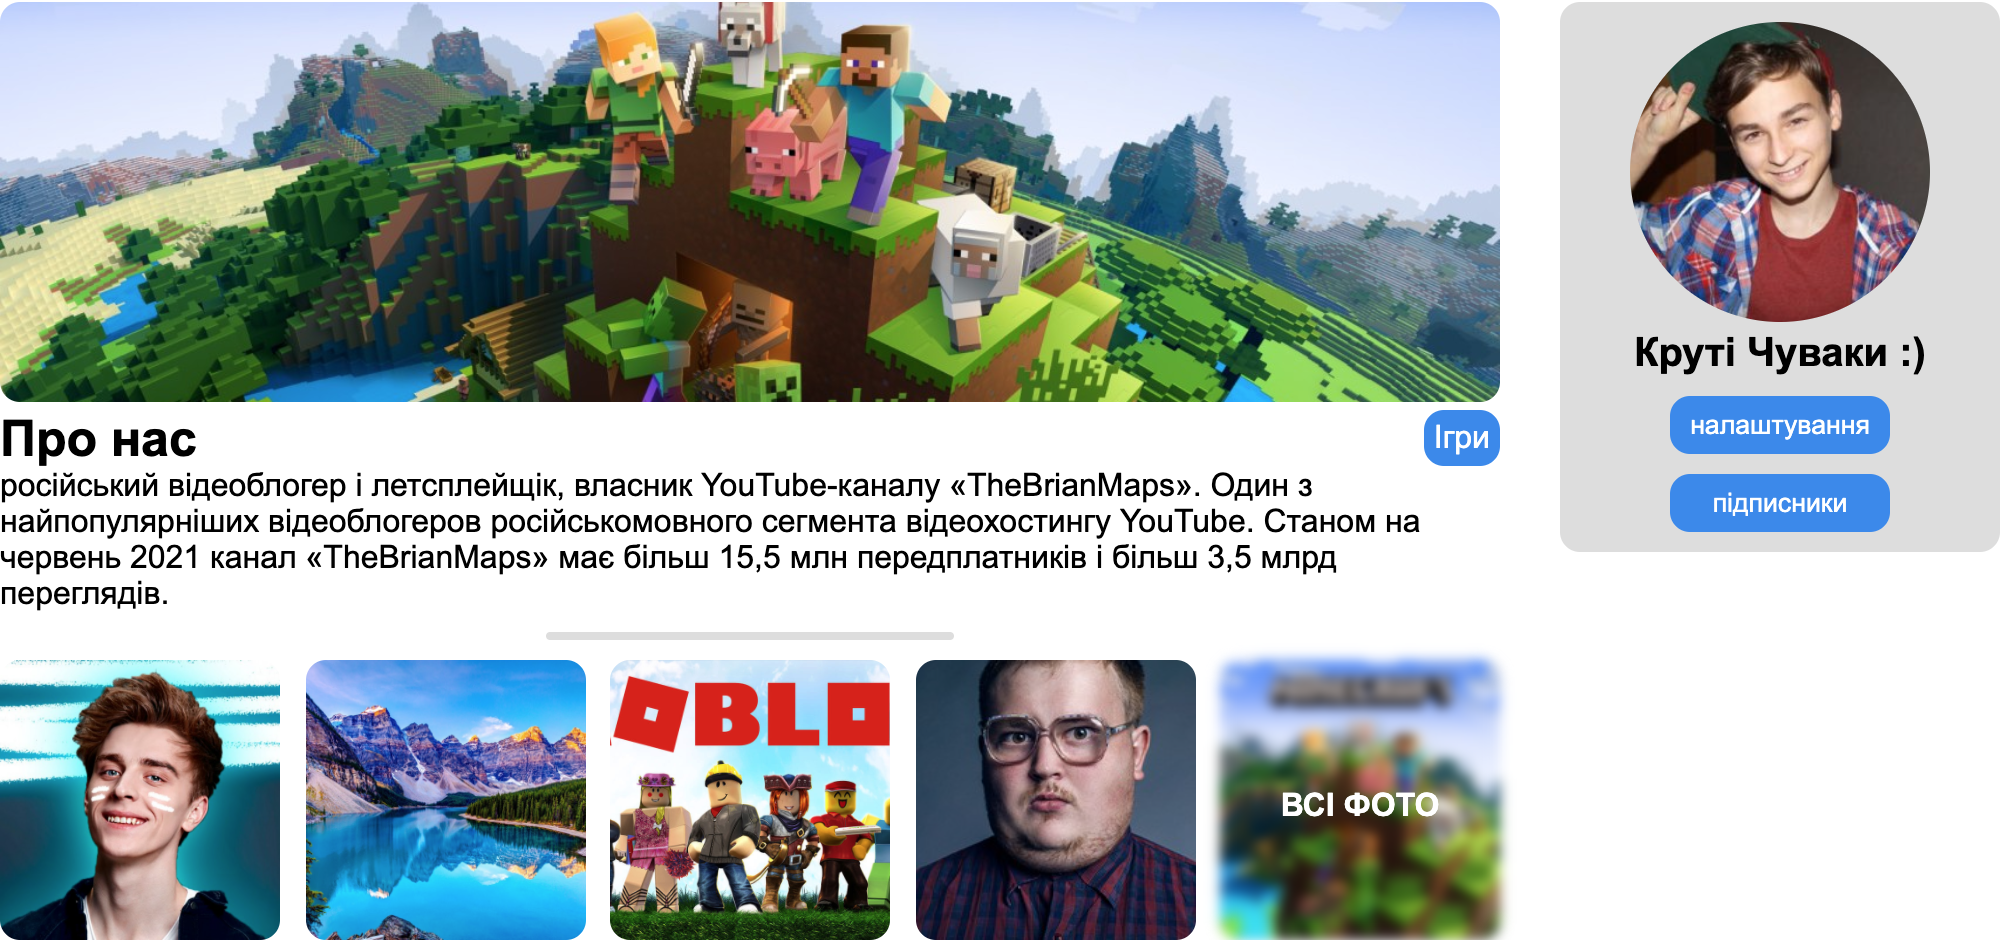 Круті Чуваки :)
налаштування
підписники
Про нас
Ігри
російський відеоблогер і летсплейщік, власник YouTube-каналу «TheBrianMaps». Один з
найпопулярніших відеоблогеров російськомовного сегмента відеохостингу YouTube. Станом на
червень 2021 канал «TheBrianMaps» має більш 15,5 млн передплатників і більш 3,5 млрд
переглядів.
OBLO
ВСІ ФОТО